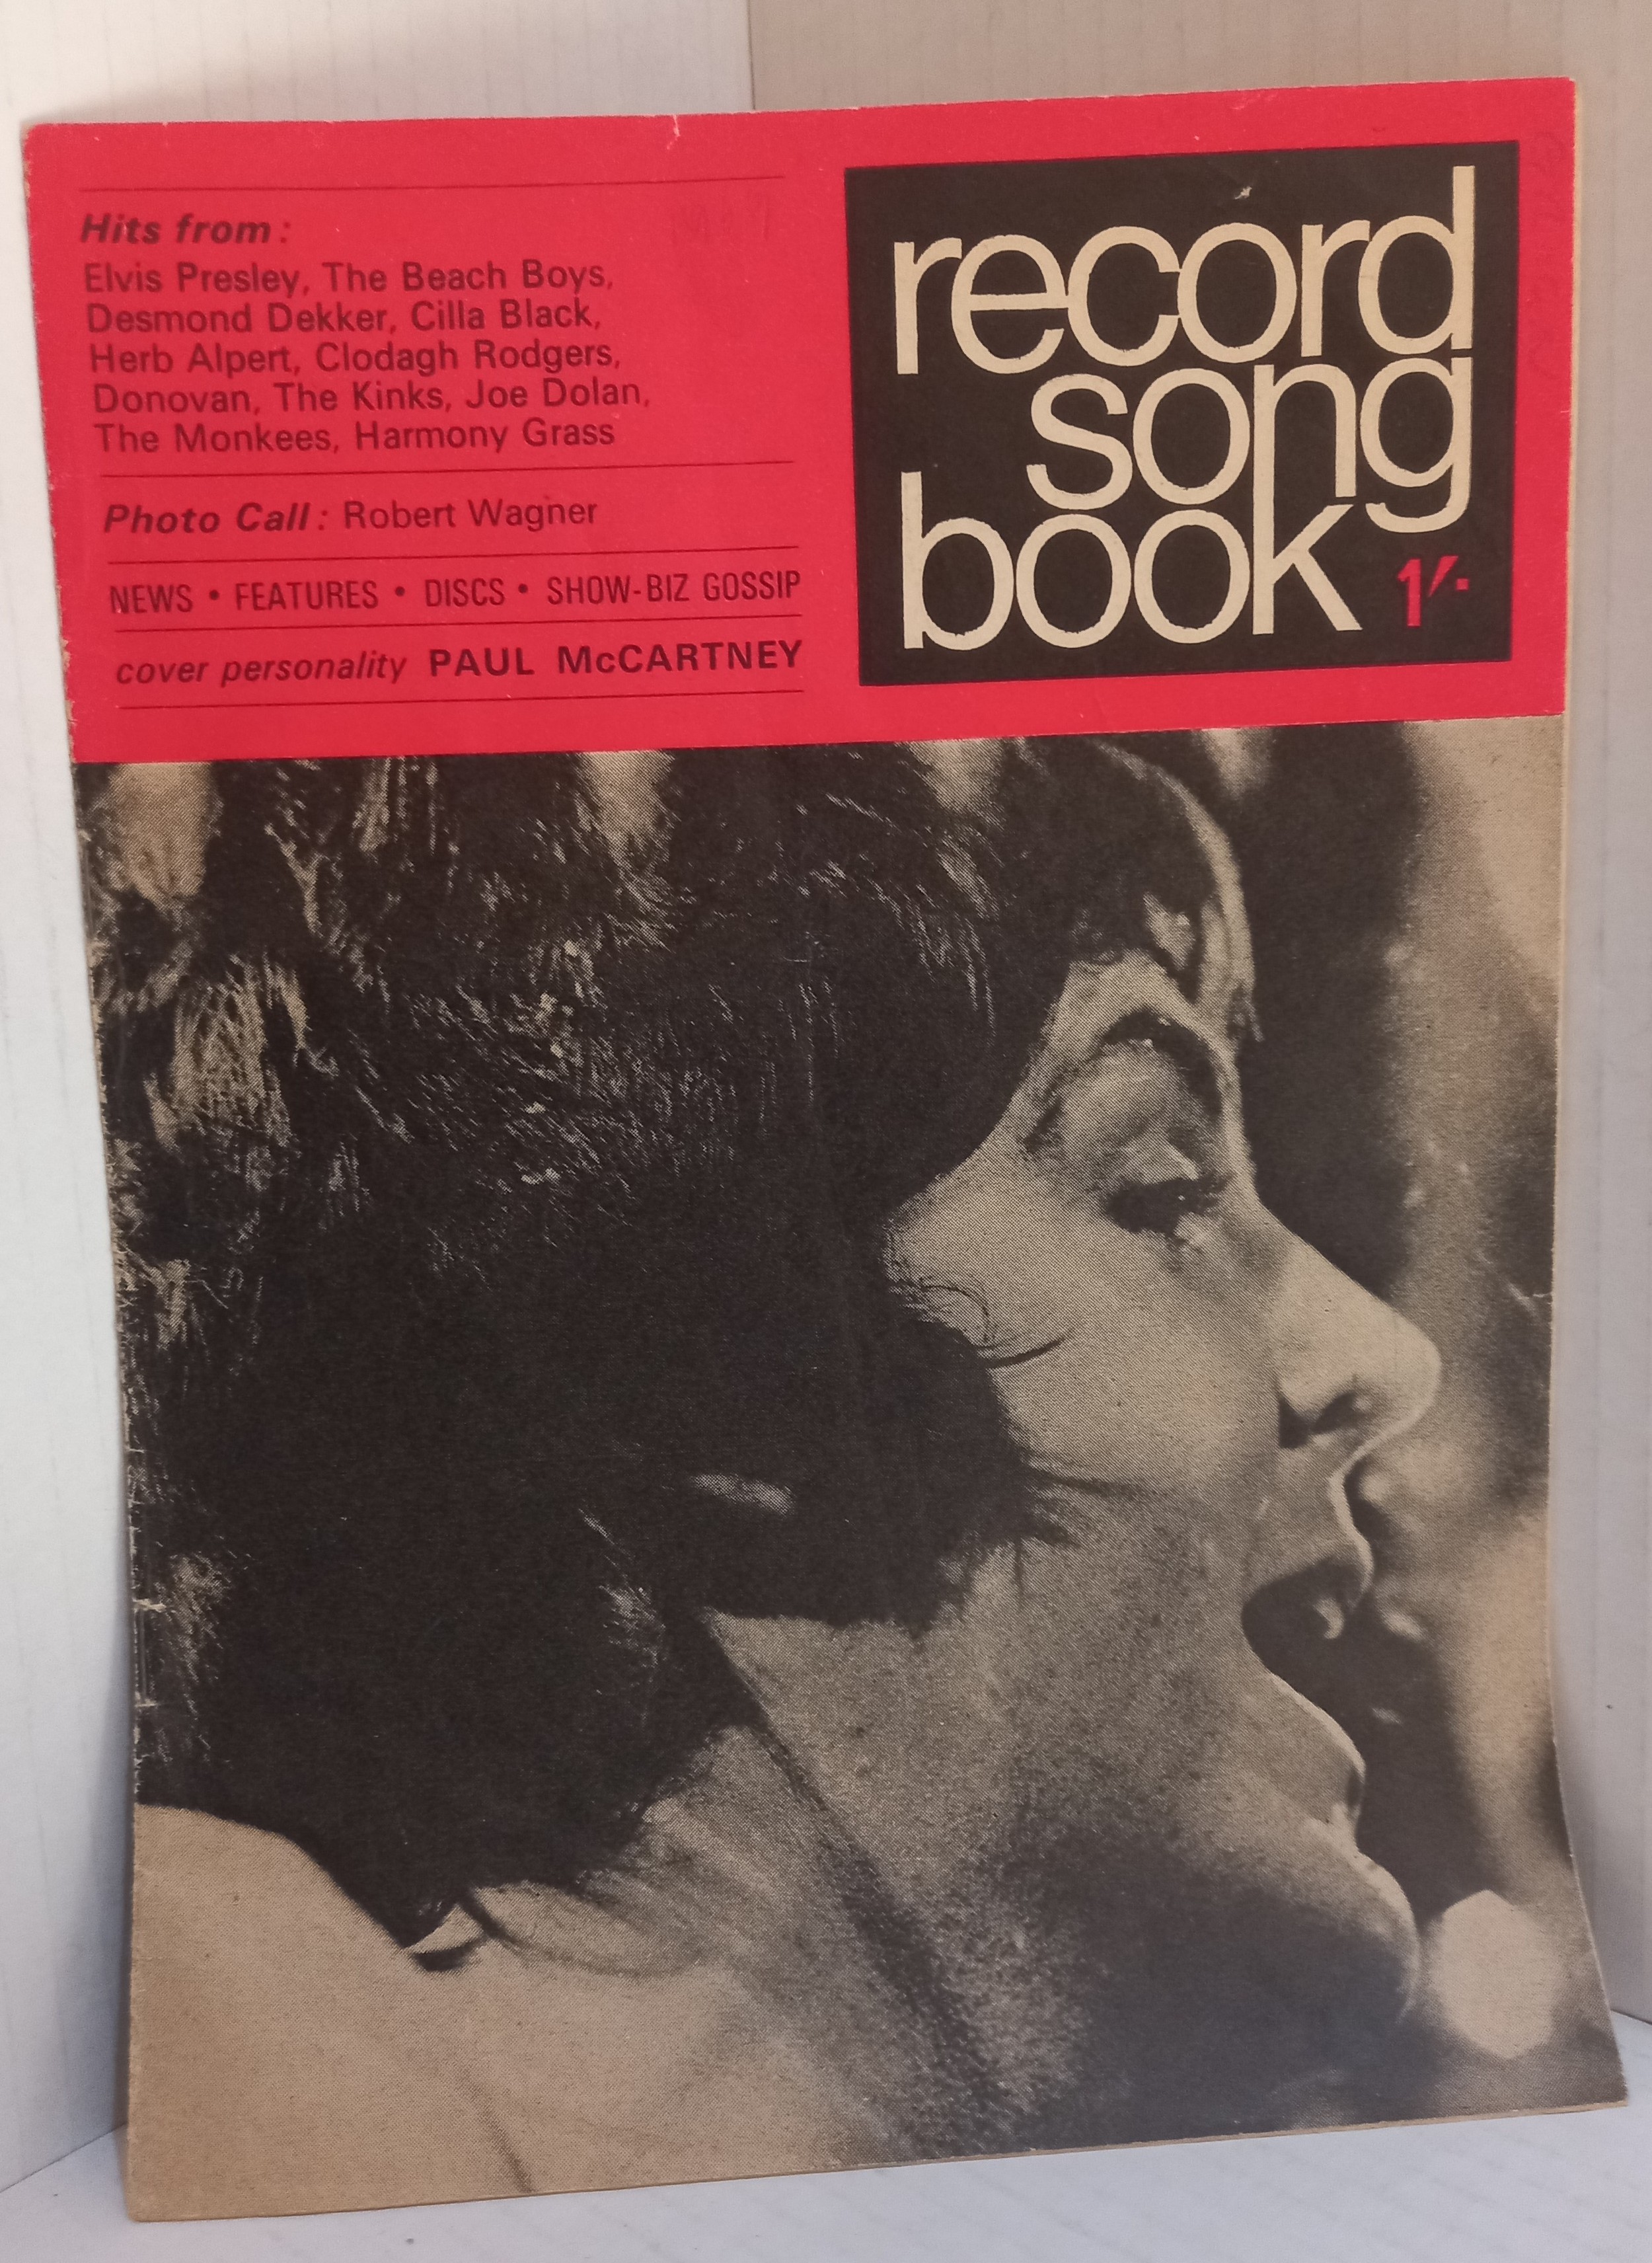 Hits from:
Elvis Presley, The Beach Boys,
Desmond Dekker, Cilla Black,
Herb Alpert, Clodagh Rodgers,
Donovan, The Kinks, Joe Dolan,
The Monkees, Harmony Grass
Photo Call: Robert Wagner
NEWS • FEATURES • DISCS • SHOW-BIZ GOSSIP
cover personality PAUL McCARTNEY
record
song
book 1/-